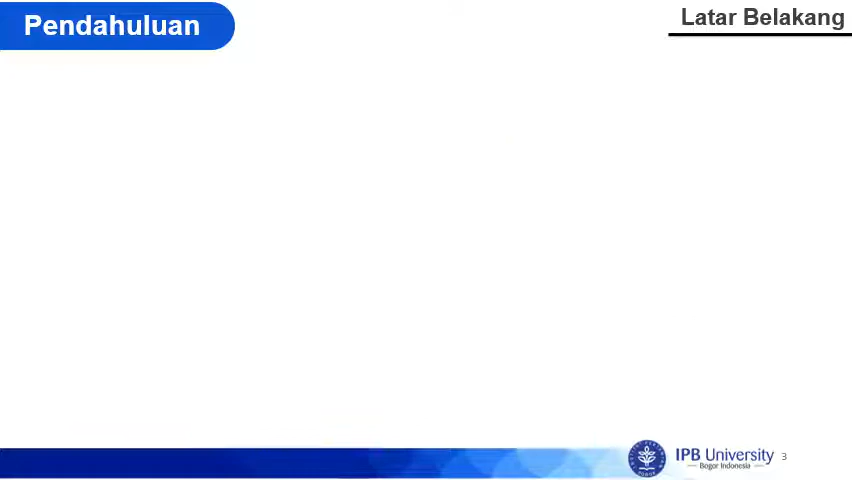 Pendahuluan
Latar Belakang
IPB University
Bogor Indonesia
3